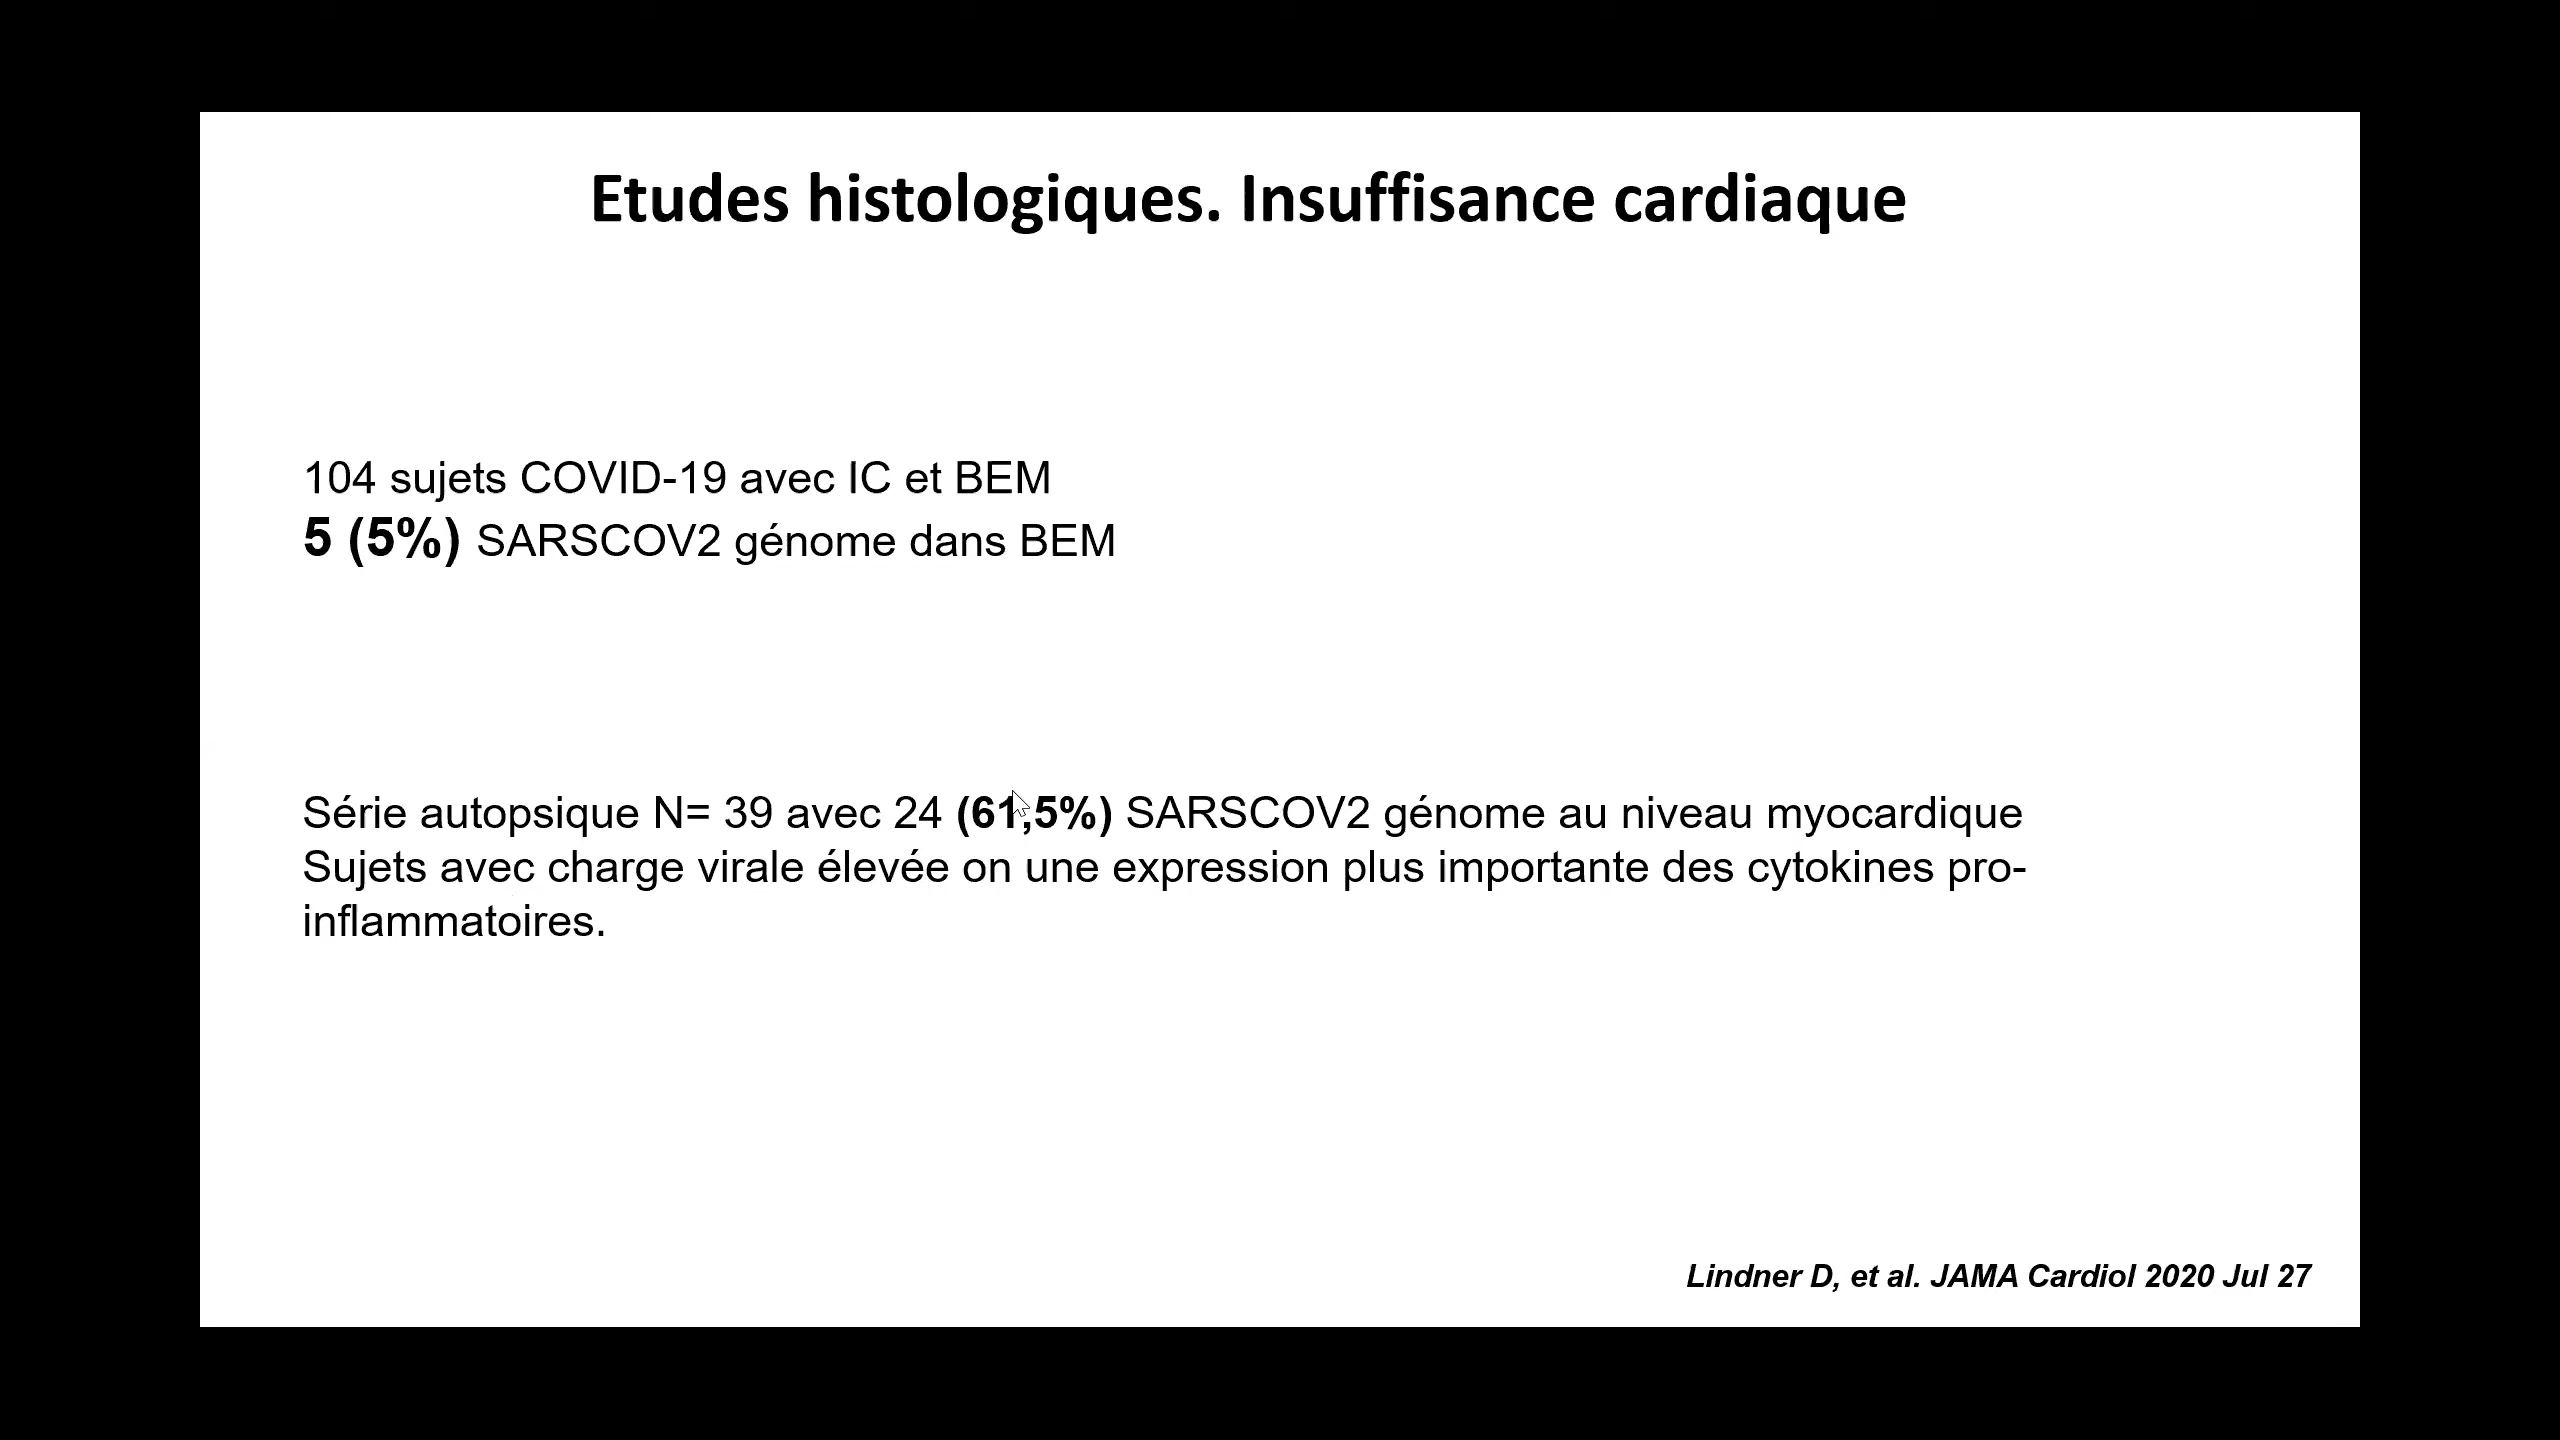 Etudes histologiques. Insuffisance cardiaque
104 sujets COVID-19 avec IC et BEM
5 (5%) SARSCOV2 génome dans BEM
Série autopsique N= 39 avec 24 (61,5%) SARSCOV2 génome au niveau myocardique
Sujets avec charge virale élevée on une expression plus importante des cytokines pro-
inflammatoires.
Lindner D, et al. JAMA Cardiol 2020 Jul 27